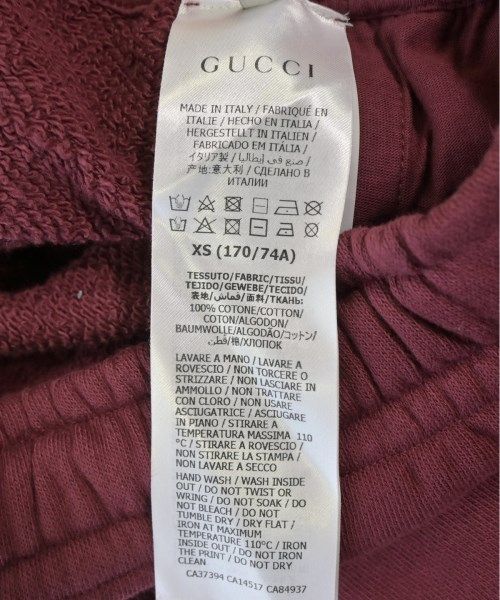 GUCCI
MADE IN ITALY / FABRIQUÉ EN
ITALIE / HECHO EN ITALIA /
HERGESTELLT IN ITALIEN /
FABRICADO EM ITÁLIA /
イタリア製 / صنع في إيطاليا /
产地:意大利 / СДЕЛАНО В
ИТАЛИИ
XS (170/74A)
TESSUTO/FABRIC/TISSU/
TEJIDO/GEWEBE/TECIDO/
表地/قماش/面料/ТКАНЬ:
100% COTONE/COTTON/
COTON/ALGODON/
BAUMWOLLE/ALGODÃO/コットン/
قطن/棉/ХЛОПОК
LAVARE A MANO / LAVARE A
ROVESCIO / NON TORCERE O
STRIZZARE / NON LASCIARE IN
AMMOLLO / NON TRATTARE
CON CLORO / NON USARE
ASCIUGATRICE / ASCIUGARE
IN PIANO / STIRARE A
TEMPERATURA MASSIMA 110
°C / STIRARE A ROVESCIO /
NON STIRARE LA STAMPA /
NON LAVARE A SECCO
HAND WASH / WASH INSIDE
OUT / DO NOT TWIST OR
WRING / DO NOT SOAK / DO
NOT BLEACH / DO NOT
TUMBLE DRY / DRY FLAT /
IRON AT MAXIMUM
TEMPERATURE 110°C / IRON
INSIDE OUT / DO NOT IRON
THE PRINT / DO NOT DRY
CLEAN
CA37394 CA14517 CA84937